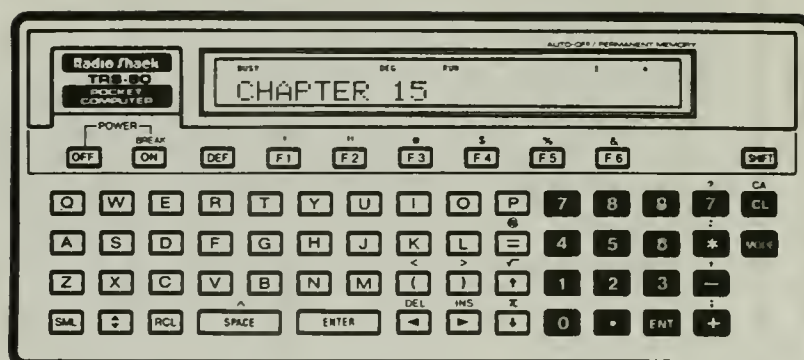 AUTO-OFF / PERMANENT MEMORY
Radio Shack
TRS-80
POCKET
COMPUTER
BUSY DEG RUN
CHAPTER 15
POWER
BREAK
! # $ % &
OFF ON DEF F1 F2 F3 F4 F5 F6 SHIFT
? CA
Q W E R T Y U I O P 7 8 9 CL
: 
A S D F G H J K L = 4 5 6 * MODE
< > √ ,
Z X C V B N M ( ) ↑ 1 2 3 −
^ DEL INS π ;
SML RCL SPACE ENTER ◄ ► ↓ 0 • ENT +